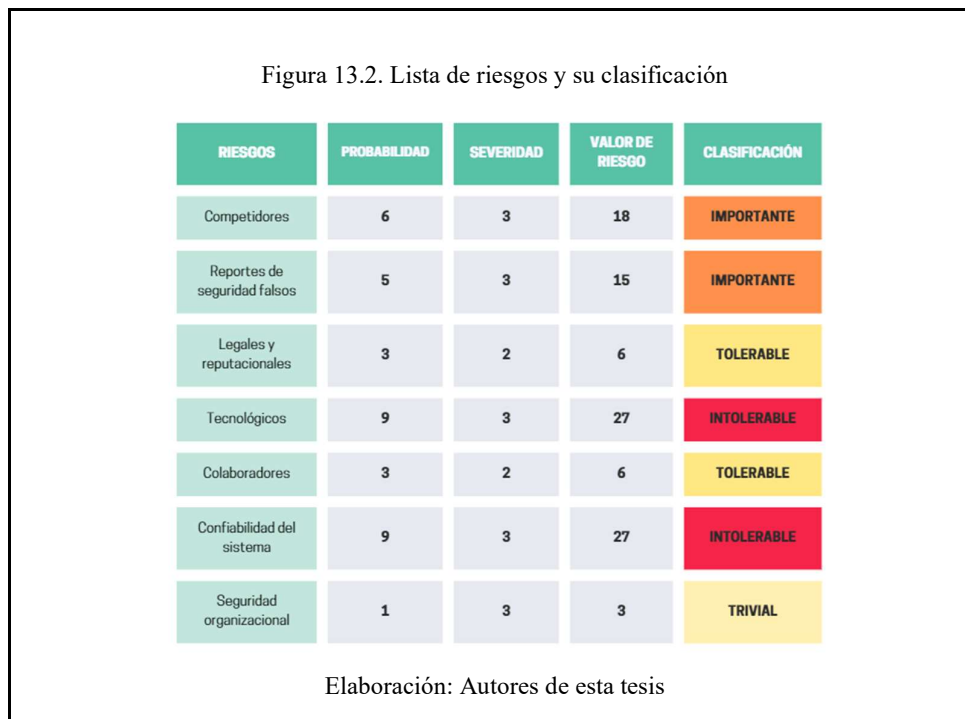 Figura 13.2. Lista de riesgos y su clasificación
RIESGOS PROBABILIDAD SEVERIDAD VALOR DE RIESGO CLASIFICACIÓN
Competidores 6 3 18 IMPORTANTE
Reportes de seguridad falsos 5 3 15 IMPORTANTE
Legales y reputacionales 3 2 6 TOLERABLE
Tecnológicos 9 3 27 INTOLERABLE
Colaboradores 3 2 6 TOLERABLE
Confiabilidad del sistema 9 3 27 INTOLERABLE
Seguridad organizacional 1 3 3 TRIVIAL
Elaboración: Autores de esta tesis